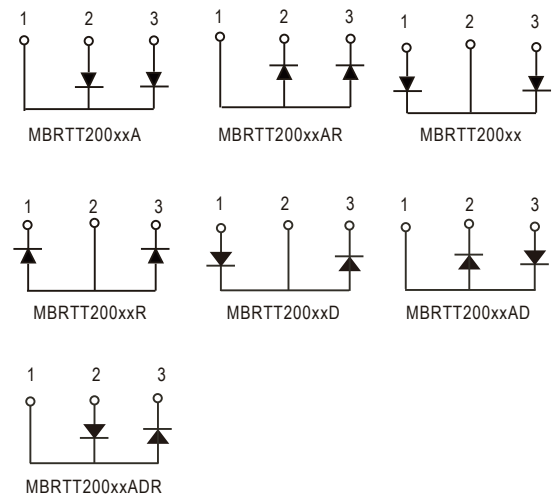 1 2 3
MBRTT200xxA
1 2 3
MBRTT200xxAR
1 2 3
MBRTT200xx
1 2 3
MBRTT200xxR
1 2 3
MBRTT200xxD
1 2 3
MBRTT200xxAD
1 2 3
MBRTT200xxADR